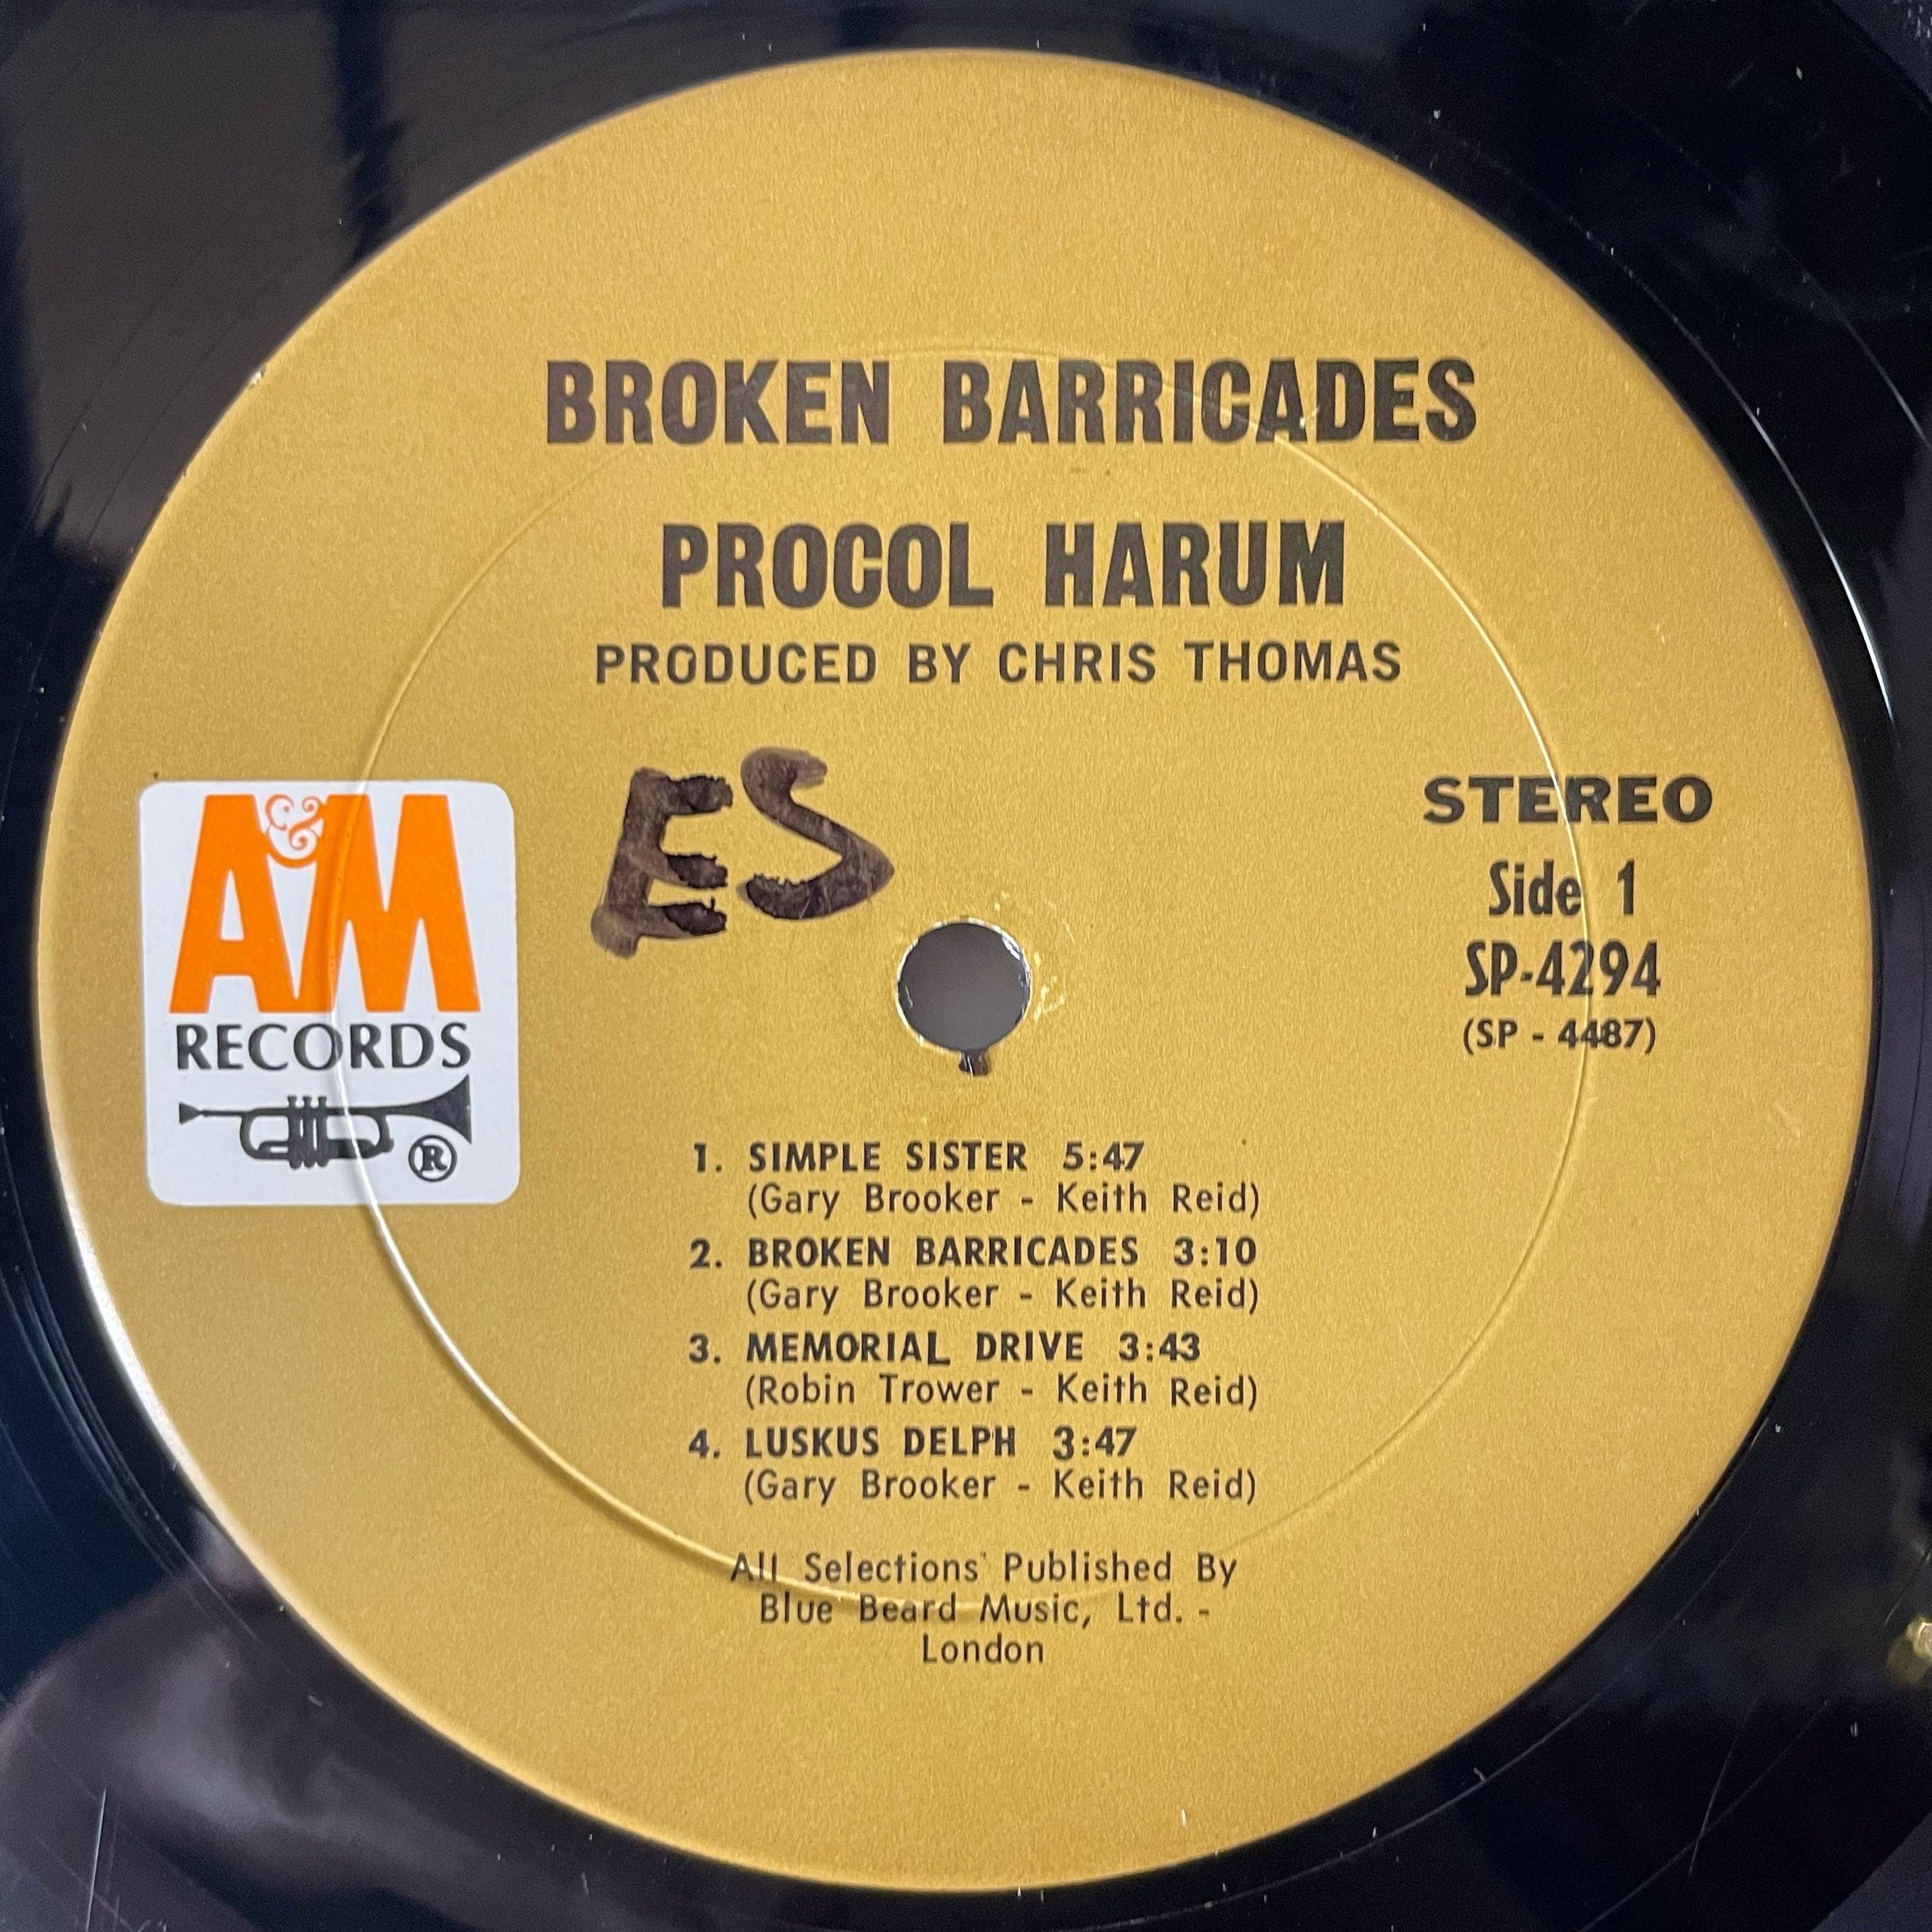 BROKEN BARRICADES
PROCOL HARUM
PRODUCED BY CHRIS THOMAS
ES
A&M
RECORDS
®
STEREO
Side 1
SP-4294
(SP - 4487)
1. SIMPLE SISTER 5:47
(Gary Brooker - Keith Reid)
2. BROKEN BARRICADES 3:10
(Gary Brooker - Keith Reid)
3. MEMORIAL DRIVE 3:43
(Robin Trower - Keith Reid)
4. LUSKUS DELPH 3:47
(Gary Brooker - Keith Reid)
All Selections Published By
Blue Beard Music, Ltd. -
London